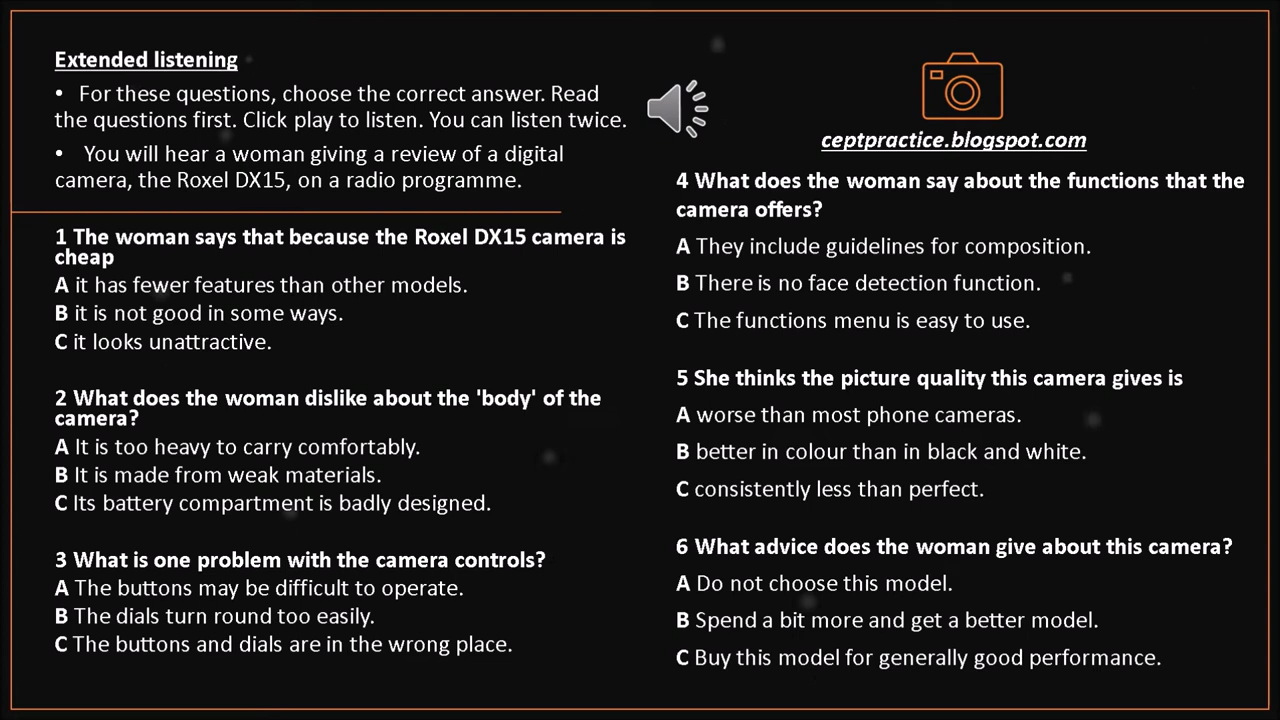 Extended listening
• For these questions, choose the correct answer. Read
the questions first. Click play to listen. You can listen twice.
• You will hear a woman giving a review of a digital
camera, the Roxel DX15, on a radio programme.
1 The woman says that because the Roxel DX15 camera is
cheap
A it has fewer features than other models.
B it is not good in some ways.
C it looks unattractive.
2 What does the woman dislike about the 'body' of the
camera?
A It is too heavy to carry comfortably.
B It is made from weak materials.
C Its battery compartment is badly designed.
3 What is one problem with the camera controls?
A The buttons may be difficult to operate.
B The dials turn round too easily.
C The buttons and dials are in the wrong place.
ceptpractice.blogspot.com
4 What does the woman say about the functions that the
camera offers?
A They include guidelines for composition.
B There is no face detection function.
C The functions menu is easy to use.
5 She thinks the picture quality this camera gives is
A worse than most phone cameras.
B better in colour than in black and white.
C consistently less than perfect.
6 What advice does the woman give about this camera?
A Do not choose this model.
B Spend a bit more and get a better model.
C Buy this model for generally good performance.